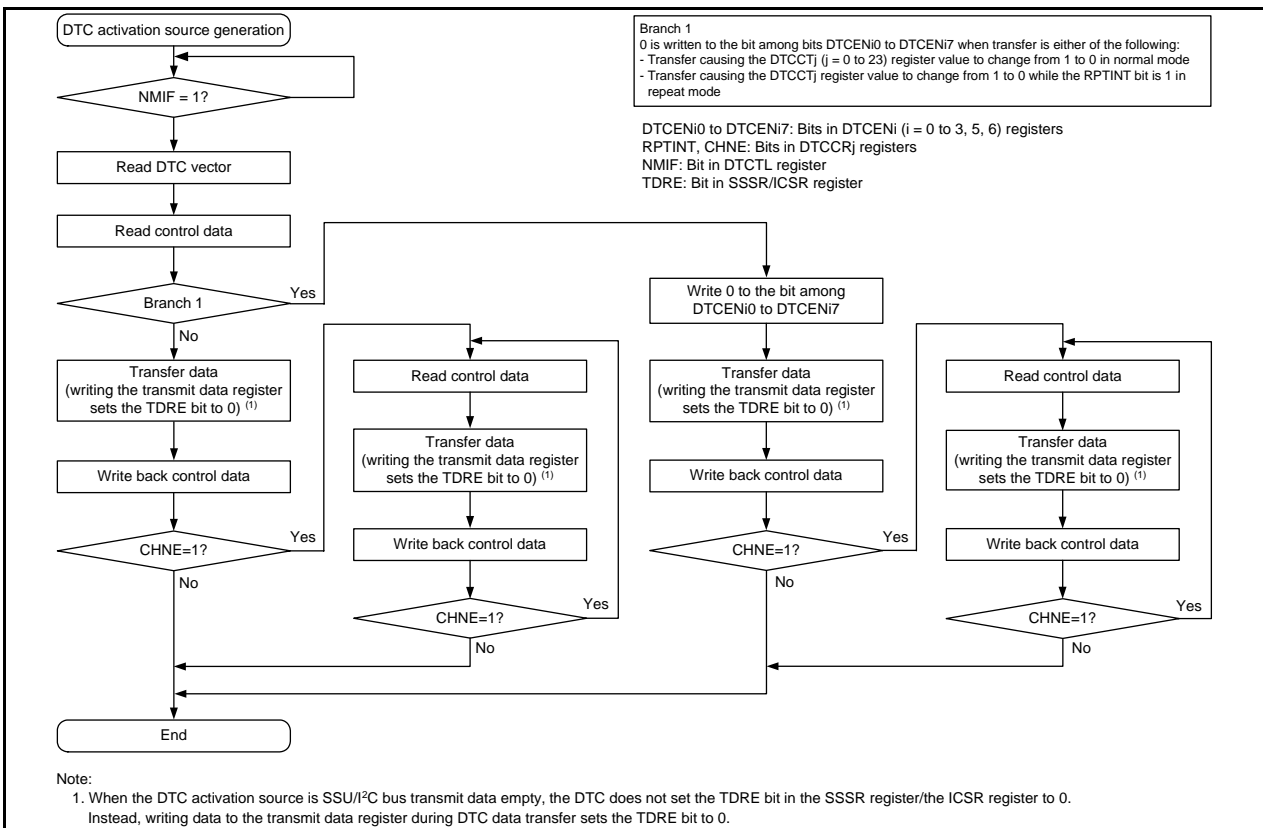 DTC activation source generation
NMIF = 1?
Read DTC vector
Read control data
Branch 1
Yes
No
Transfer data
(writing the transmit data register
sets the TDRE bit to 0) (1)
Write back control data
CHNE=1?
Yes
No
Read control data
Transfer data
(writing the transmit data register
sets the TDRE bit to 0) (1)
Write back control data
CHNE=1?
Yes
No
End
Branch 1
0 is written to the bit among bits DTCENi0 to DTCENi7 when transfer is either of the following:
- Transfer causing the DTCCTj (j = 0 to 23) register value to change from 1 to 0 in normal mode
- Transfer causing the DTCCTj register value to change from 1 to 0 while the RPTINT bit is 1 in
repeat mode
DTCENi0 to DTCENi7: Bits in DTCENi (i = 0 to 3, 5, 6) registers
RPTINT, CHNE: Bits in DTCCRj registers
NMIF: Bit in DTCTL register
TDRE: Bit in SSSR/ICSR register
Write 0 to the bit among
DTCENi0 to DTCENi7
Transfer data
(writing the transmit data register
sets the TDRE bit to 0) (1)
Write back control data
CHNE=1?
Yes
No
Read control data
Transfer data
(writing the transmit data register
sets the TDRE bit to 0) (1)
Write back control data
CHNE=1?
Yes
No
Note:
1. When the DTC activation source is SSU/I²C bus transmit data empty, the DTC does not set the TDRE bit in the SSSR register/the ICSR register to 0.
Instead, writing data to the transmit data register during DTC data transfer sets the TDRE bit to 0.